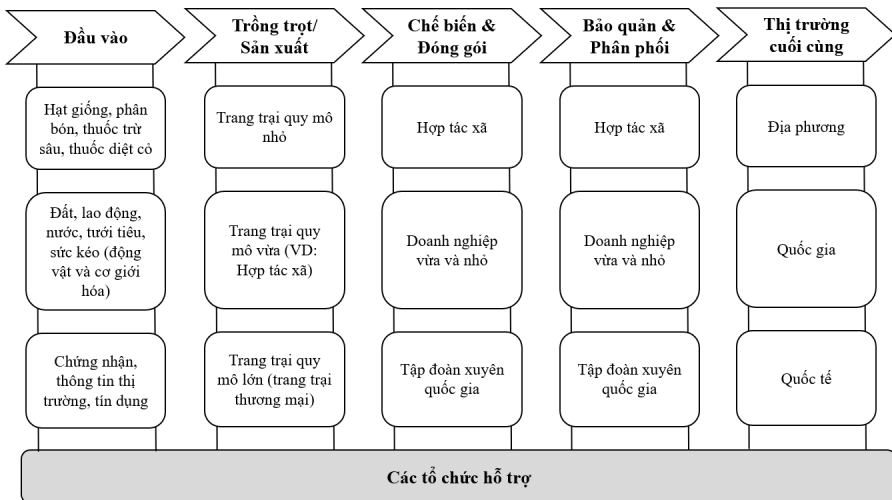 Đầu vào
Trồng trọt/
Sản xuất
Chế biến &
Đóng gói
Bảo quản &
Phân phối
Thị trường
cuối cùng
Hạt giống, phân
bón, thuốc trừ
sâu, thuốc diệt cỏ
Trang trại quy mô
nhỏ
Hợp tác xã
Hợp tác xã
Địa phương
Đất, lao động,
nước, tưới tiêu,
sức kéo (động
vật và cơ giới
hóa)
Trang trại quy
mô vừa (VD:
Hợp tác xã)
Doanh nghiệp
vừa và nhỏ
Doanh nghiệp
vừa và nhỏ
Quốc gia
Chứng nhận,
thông tin thị
trường, tín dụng
Trang trại quy
mô lớn (trang trại
thương mại)
Tập đoàn xuyên
quốc gia
Tập đoàn xuyên
quốc gia
Quốc tế
Các tổ chức hỗ trợ